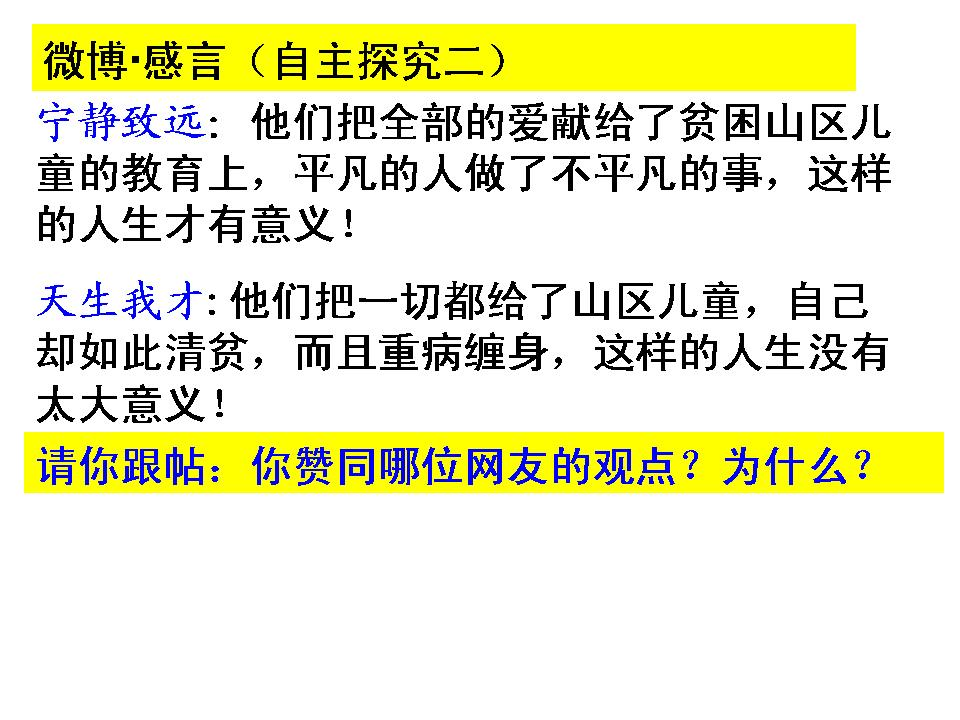 微博·感言（自主探究二）
宁静致远：他们把全部的爱献给了贫困山区儿
童的教育上，平凡的人做了不平凡的事，这样
的人生才有意义！
天生我才：他们把一切都给了山区儿童，自己
却如此清贫，而且重病缠身，这样的人生没有
太大意义！
请你跟帖：你赞同哪位网友的观点？为什么？